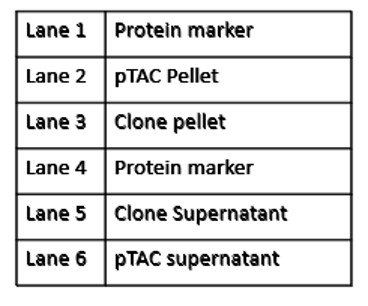 Lane 1 Protein marker
Lane 2 pTAC Pellet
Lane 3 Clone pellet
Lane 4 Protein marker
Lane 5 Clone Supernatant
Lane 6 pTAC supernatant